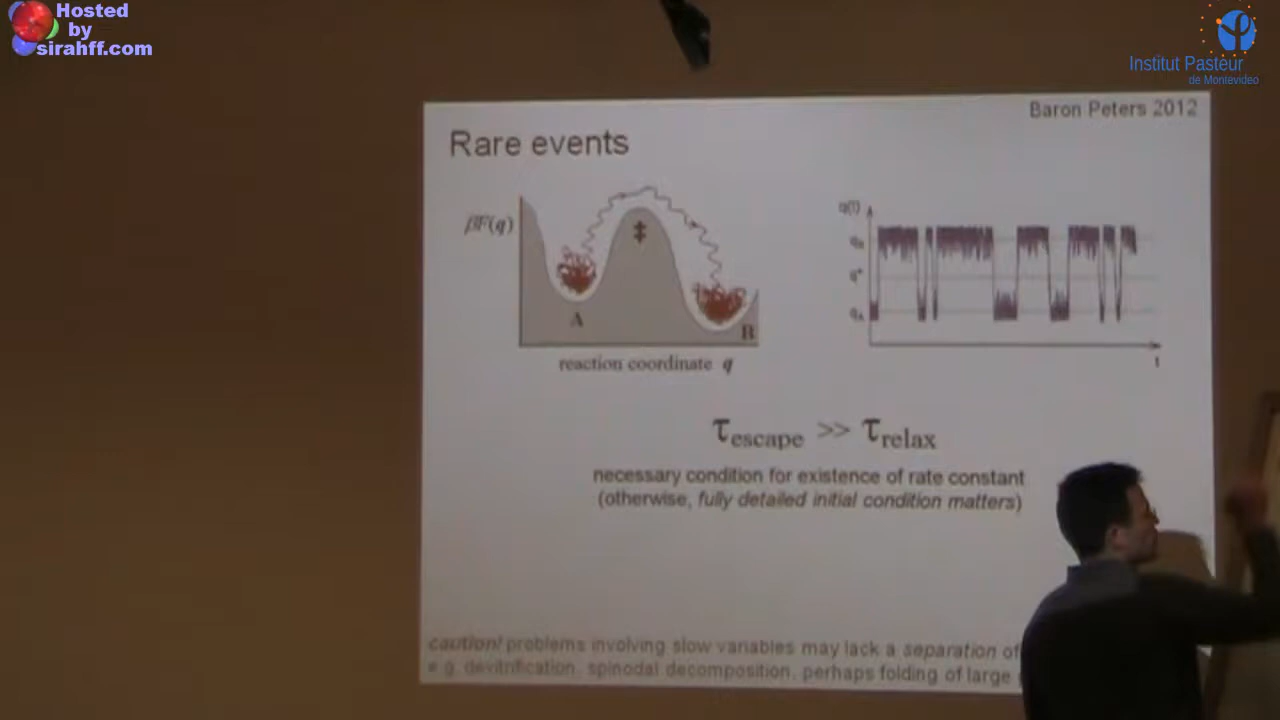 Hosted
by
sirahff.com
Institut Pasteur
de Montevideo
Baron Peters 2012
Rare events
βF(q)
‡
A
B
reaction coordinate q
q(t)
q_B
q*
q_A
t
τescape >> τrelax
necessary condition for existence of rate constant
(otherwise, fully detailed initial condition matters)
caution! problems involving slow variables may lack a separation of
e.g. devitrification, spinodal decomposition, perhaps folding of large